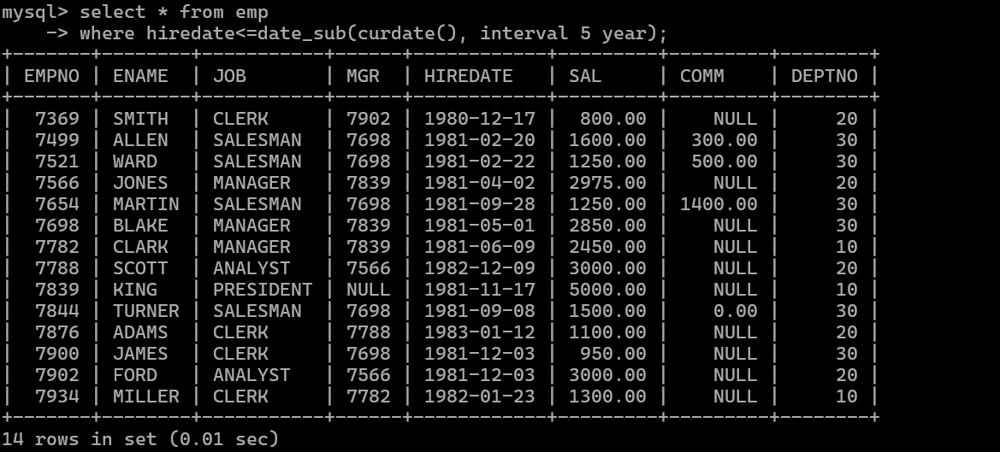 mysql> select * from emp
    -> where hiredate<=date_sub(curdate(), interval 5 year);
+-------+--------+-----------+------+------------+---------+---------+--------+
| EMPNO | ENAME  | JOB       | MGR  | HIREDATE   | SAL     | COMM    | DEPTNO |
+-------+--------+-----------+------+------------+---------+---------+--------+
|  7369 | SMITH  | CLERK     | 7902 | 1980-12-17 |  800.00 |    NULL |     20 |
|  7499 | ALLEN  | SALESMAN  | 7698 | 1981-02-20 | 1600.00 |  300.00 |     30 |
|  7521 | WARD   | SALESMAN  | 7698 | 1981-02-22 | 1250.00 |  500.00 |     30 |
|  7566 | JONES  | MANAGER   | 7839 | 1981-04-02 | 2975.00 |    NULL |     20 |
|  7654 | MARTIN | SALESMAN  | 7698 | 1981-09-28 | 1250.00 | 1400.00 |     30 |
|  7698 | BLAKE  | MANAGER   | 7839 | 1981-05-01 | 2850.00 |    NULL |     30 |
|  7782 | CLARK  | MANAGER   | 7839 | 1981-06-09 | 2450.00 |    NULL |     10 |
|  7788 | SCOTT  | ANALYST   | 7566 | 1982-12-09 | 3000.00 |    NULL |     20 |
|  7839 | KING   | PRESIDENT | NULL | 1981-11-17 | 5000.00 |    NULL |     10 |
|  7844 | TURNER | SALESMAN  | 7698 | 1981-09-08 | 1500.00 |    0.00 |     30 |
|  7876 | ADAMS  | CLERK     | 7788 | 1983-01-12 | 1100.00 |    NULL |     20 |
|  7900 | JAMES  | CLERK     | 7698 | 1981-12-03 |  950.00 |    NULL |     30 |
|  7902 | FORD   | ANALYST   | 7566 | 1981-12-03 | 3000.00 |    NULL |     20 |
|  7934 | MILLER | CLERK     | 7782 | 1982-01-23 | 1300.00 |    NULL |     10 |
+-------+--------+-----------+------+------------+---------+---------+--------+
14 rows in set (0.01 sec)